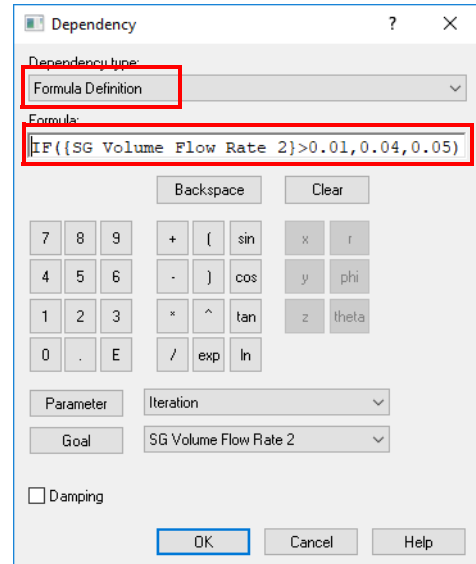 Dependency ? ×
Dependency type:
Formula Definition
Formula:
IF({SG Volume Flow Rate 2}>0.01,0.04,0.05)
Backspace Clear
7 8 9 + ( sin x r
4 5 6 - ) cos y phi
1 2 3 * ^ tan z theta
0 . E / exp ln
Parameter Iteration
Goal SG Volume Flow Rate 2
Damping
OK Cancel Help